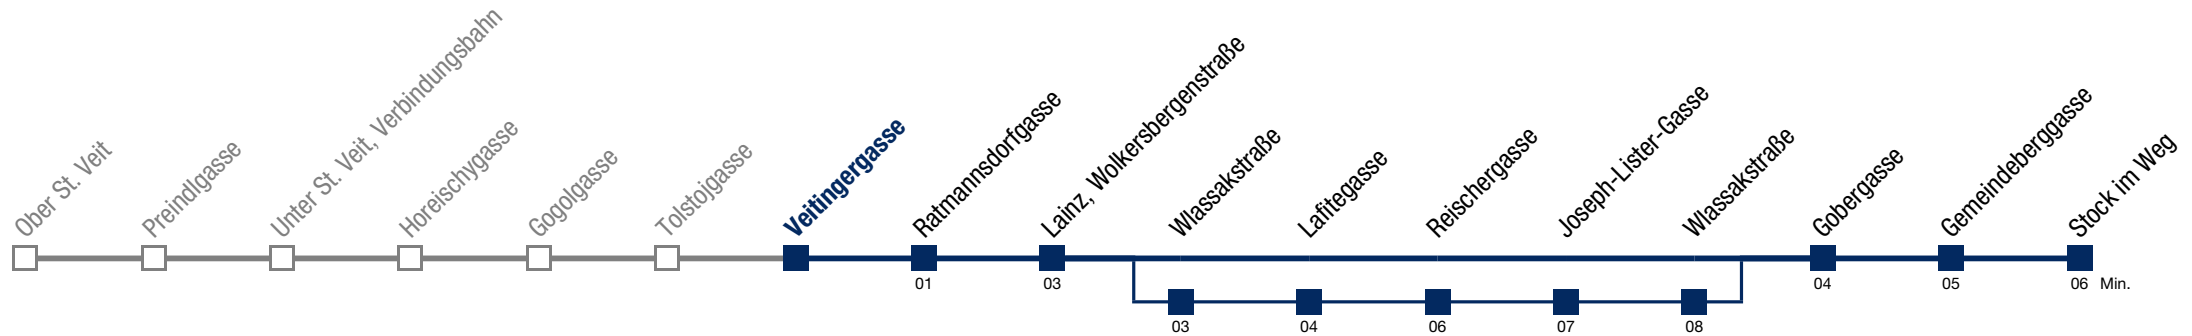 Ober St. Veit
Preindlgasse
Unter St. Veit, Verbindungsbahn
Horeischygasse
Gogolgasse
Tolstojgasse
Veitingergasse
Ratmannsdorfgasse
Lainz, Wolkersbergenstraße
Wlassakstraße
Lafitegasse
Reischergasse
Joseph-Lister-Gasse
Wlassakstraße
Gobergasse
Gemeindeberggasse
Stock im Weg
01
03
04
05
06 Min.
03
04
06
07
08